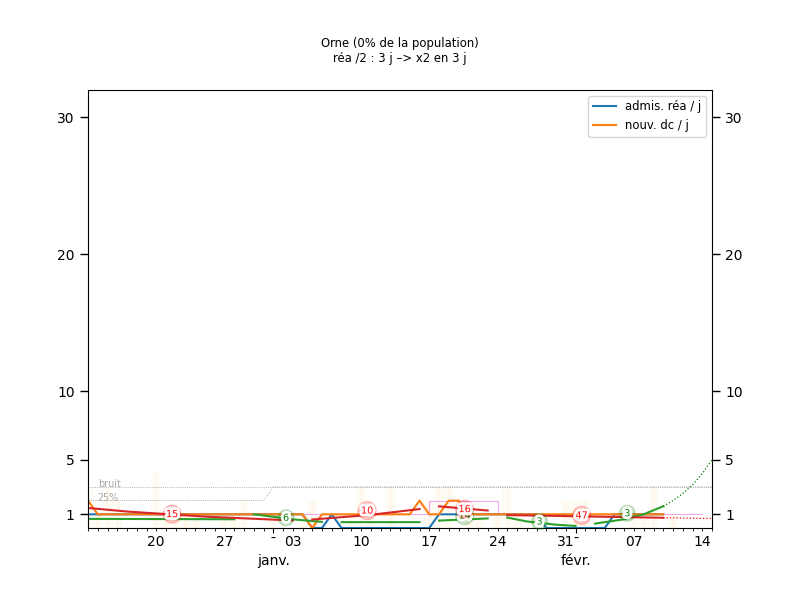 Orne (0% de la population)
réa /2 : 3 j –> x2 en 3 j
admis. réa / j
nouv. dc / j
30 30
20 20
10 10
5 5
bruit
25%
1 1
15 6 10 16 14 3 47 3
20 27 - 03 10 17 24 31 - 07 14
janv. févr.